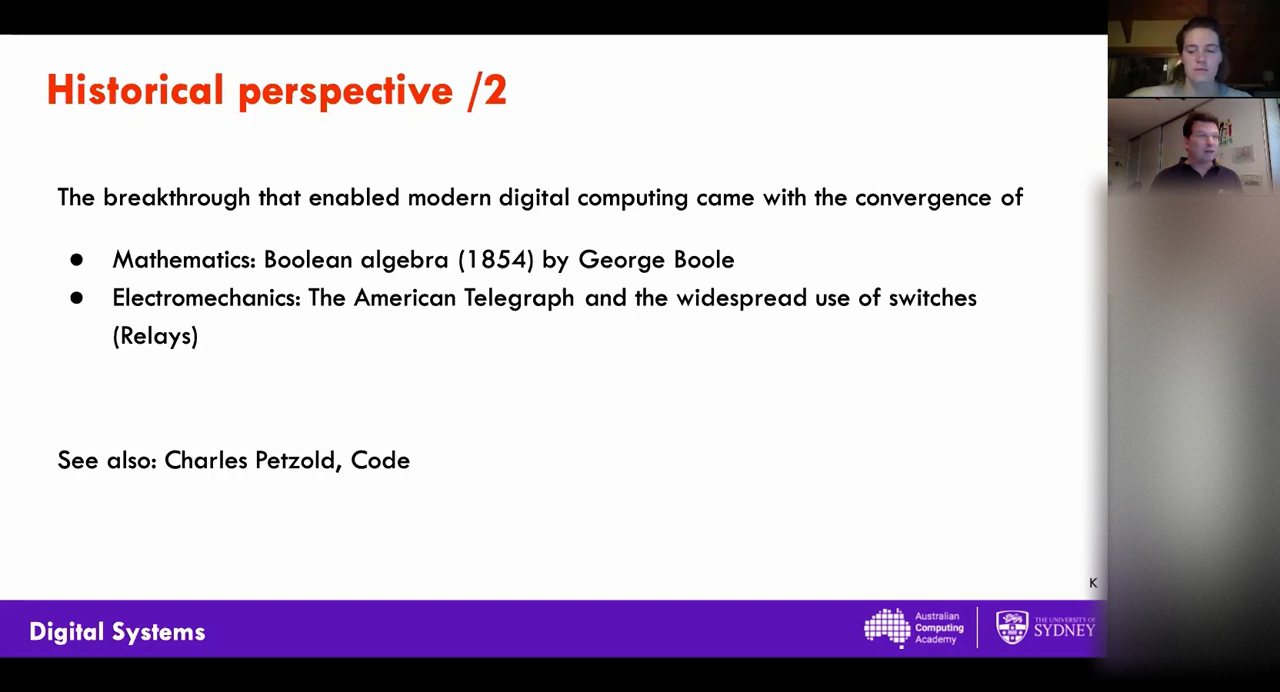 Historical perspective /2
The breakthrough that enabled modern digital computing came with the convergence of
● Mathematics: Boolean algebra (1854) by George Boole
● Electromechanics: The American Telegraph and the widespread use of switches
(Relays)
See also: Charles Petzold, Code
K
Digital Systems
Australian
Computing
Academy
THE UNIVERSITY OF
SYDNEY